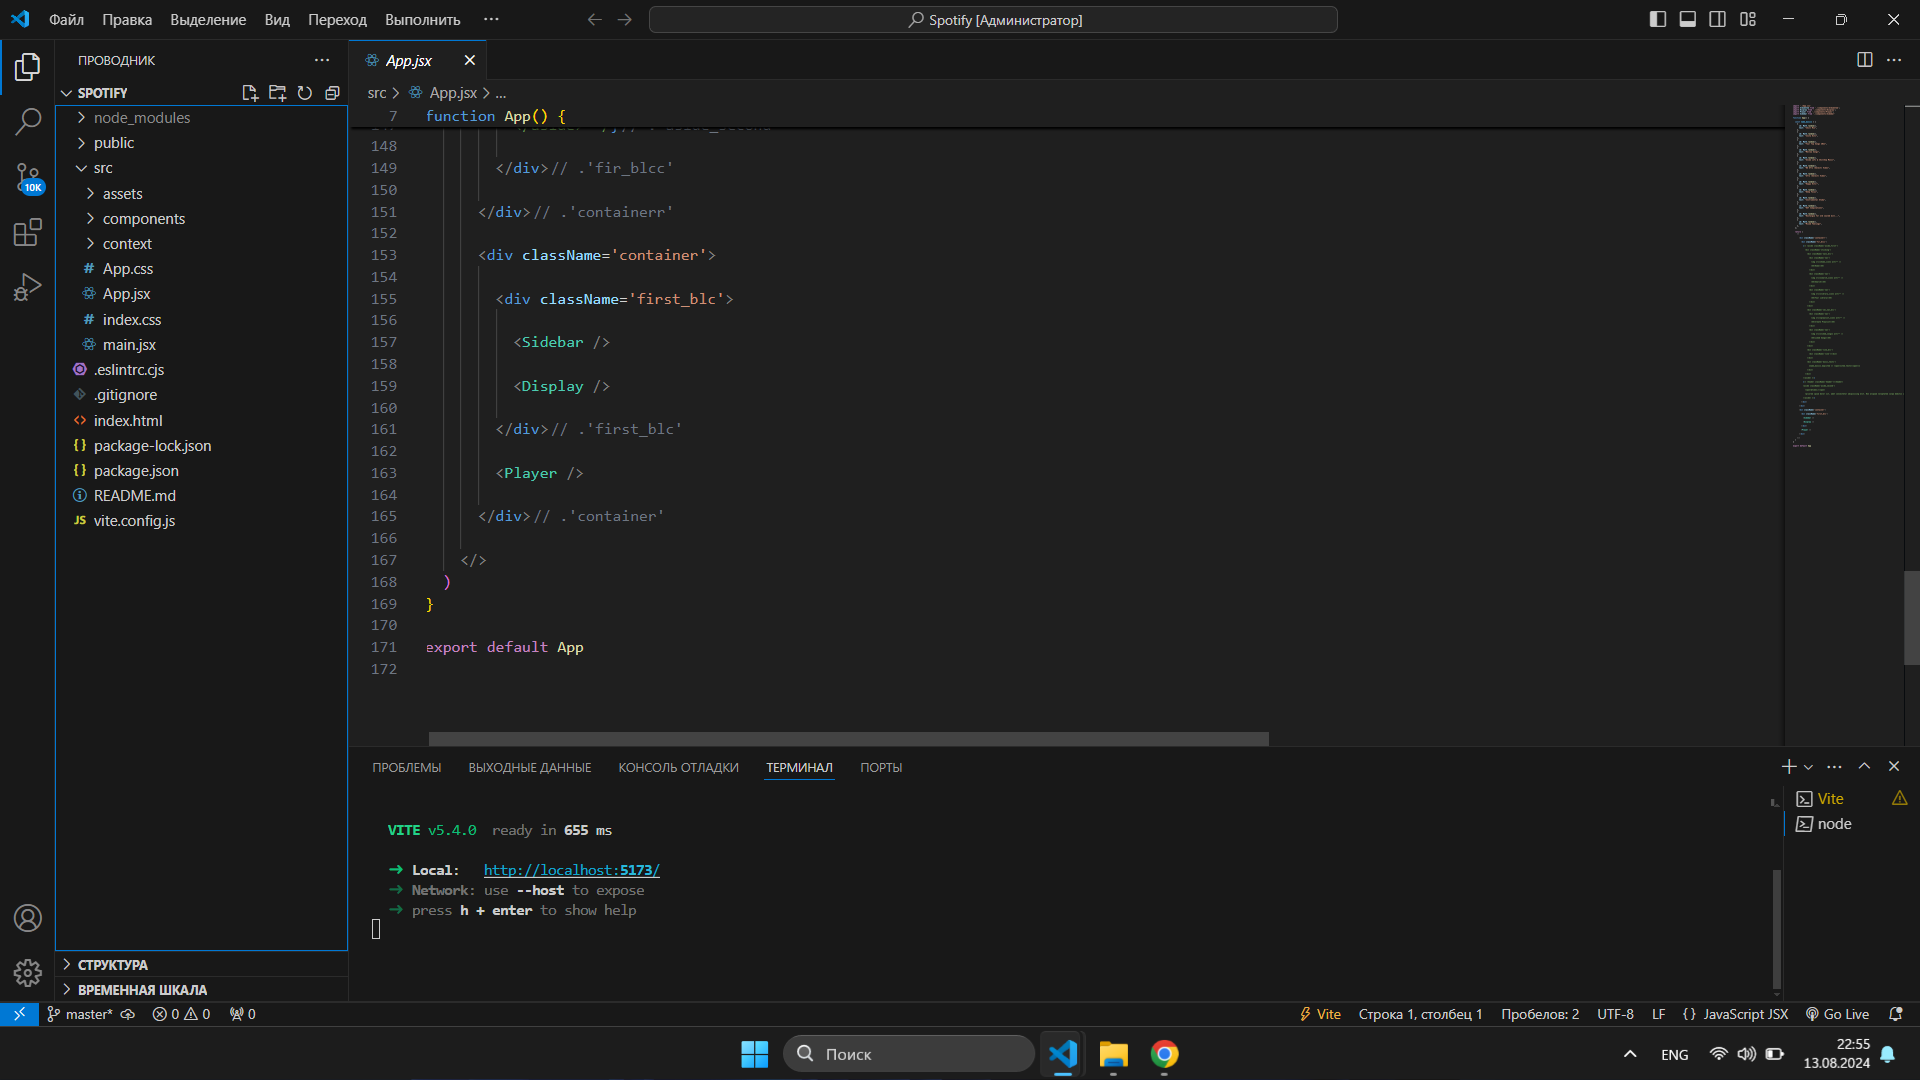 Файл Правка Выделение Вид Переход Выполнить ··· Spotify [Администратор]
ПРОВОДНИК ···
SPOTIFY
node_modules
public
src
assets
components
context
App.css
App.jsx
index.css
main.jsx
.eslintrc.cjs
.gitignore
index.html
package-lock.json
package.json
README.md
vite.config.js
СТРУКТУРА
ВРЕМЕННАЯ ШКАЛА
10K
App.jsx
src > App.jsx > ...
7 function App() {
148
149 </div>// .'fir_blcc'
150
151 </div>// .'containerr'
152
153 <div className='container'>
154
155 <div className='first_blc'>
156
157 <Sidebar />
158
159 <Display />
160
161 </div>// .'first_blc'
162
163 <Player />
164
165 </div>// .'container'
166
167 </>
168 )
169 }
170
171 export default App
172
ПРОБЛЕМЫ ВЫХОДНЫЕ ДАННЫЕ КОНСОЛЬ ОТЛАДКИ ТЕРМИНАЛ ПОРТЫ
VITE v5.4.0 ready in 655 ms
➜ Local: http://localhost:5173/
➜ Network: use --host to expose
➜ press h + enter to show help
Vite
node
master* 0 0 0 Vite Строка 1, столбец 1 Пробелов: 2 UTF-8 LF {} JavaScript JSX Go Live
Поиск
ENG
22:55
13.08.2024